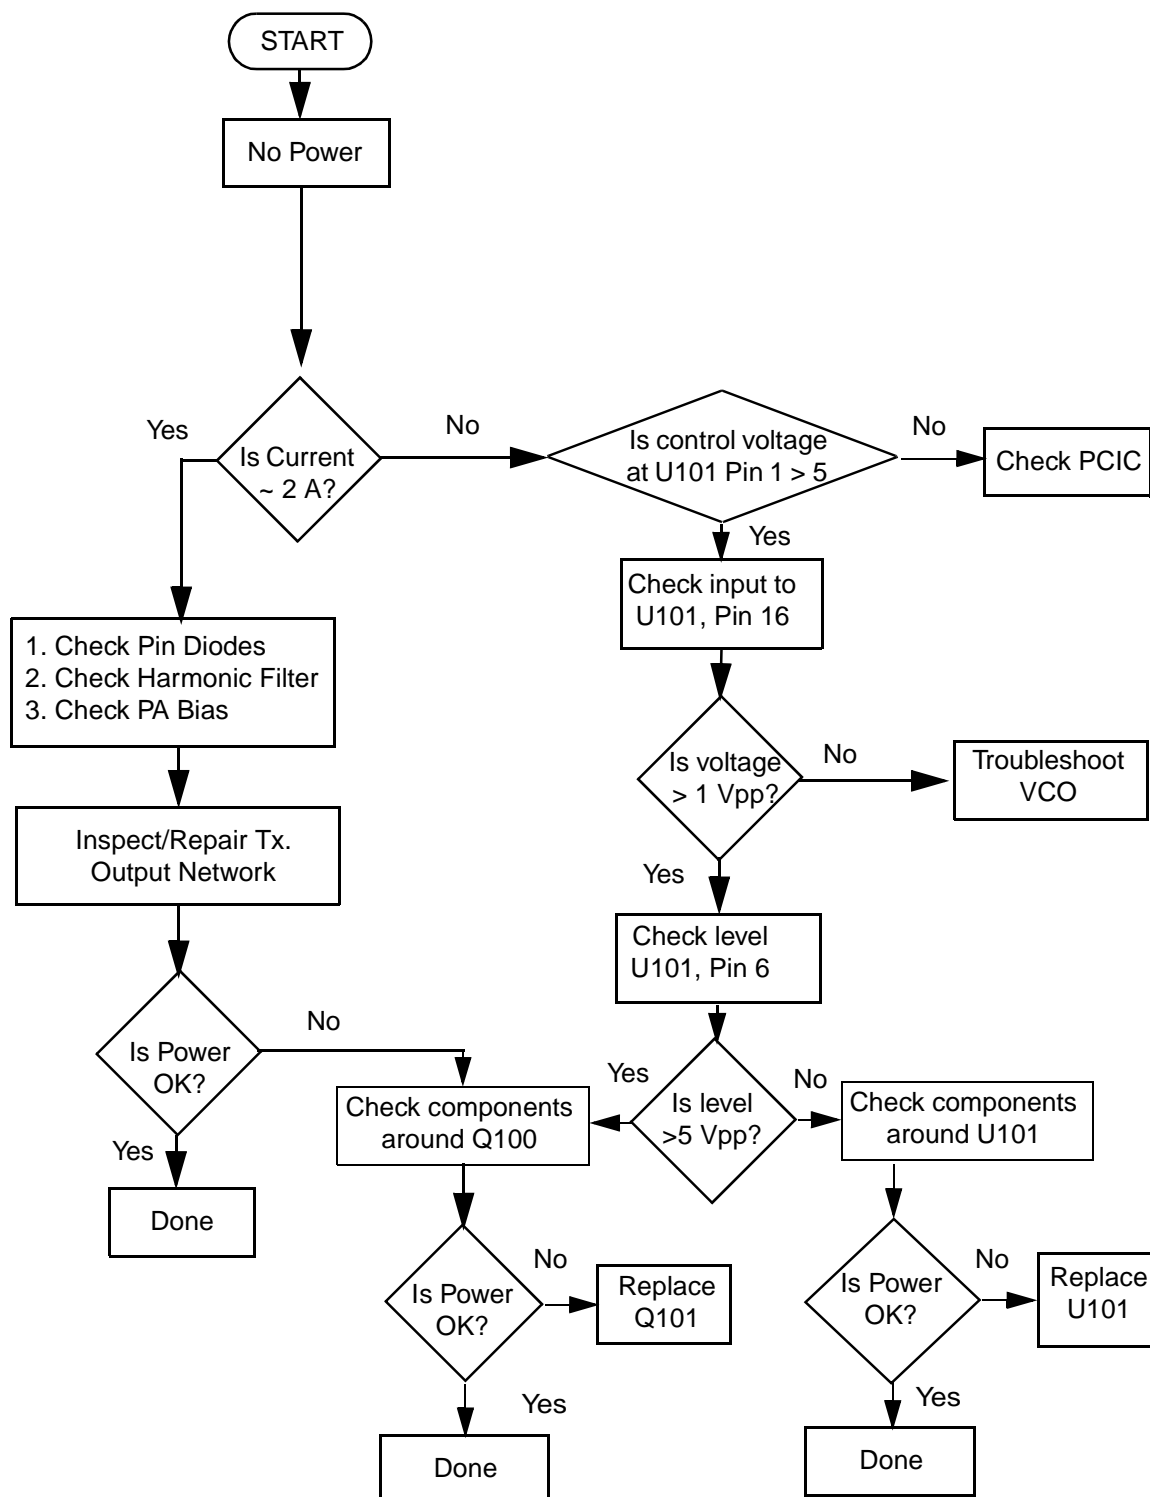 START
No Power
Yes
Is Current
~ 2 A?
No
Is control voltage
at U101 Pin 1 > 5
No
Check PCIC
Yes
Check input to
U101, Pin 16
1. Check Pin Diodes
2. Check Harmonic Filter
3. Check PA Bias
Is voltage
> 1 Vpp?
No
Troubleshoot
VCO
Inspect/Repair Tx.
Output Network
Yes
Check level
U101, Pin 6
Is Power
OK?
No
Yes
Done
Yes
Is level
>5 Vpp?
No
Check components
around Q100
Check components
around U101
Is Power
OK?
No
Replace
Q101
Yes
Done
Is Power
OK?
No
Replace
U101
Yes
Done